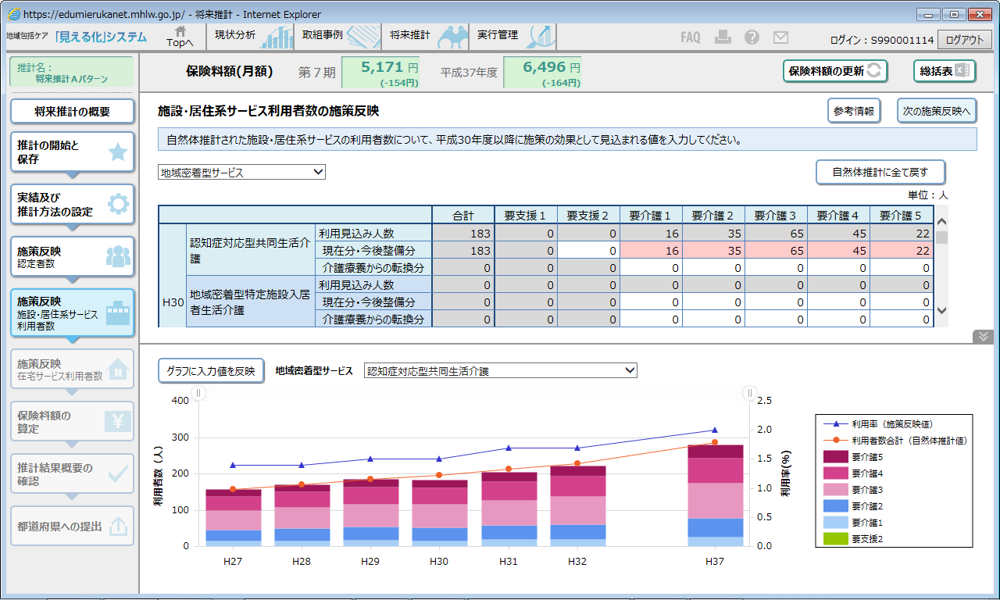 https://edumierukanet.mhlw.go.jp/ - 将来推計 - Internet Explorer
地域包括ケア 「見える化」システム
Topへ
現状分析
取組事例
将来推計
実行管理
FAQ
ログイン：S990001114
ログアウト
推計名：
将来推計Aパターン
保険料額(月額)
第７期
5,171 円
(-154円)
平成37年度
6,496 円
(-164円)
保険料額の更新
総括表
将来推計の概要
推計の開始と
保存
実績及び
推計方法の設定
施策反映
認定者数
施策反映
施設・居住系サービス
利用者数
施策反映
在宅サービス利用者数
保険料額の
算定
推計結果概要の
確認
都道府県への提出
施設・居住系サービス利用者数の施策反映
参考情報
次の施策反映へ
自然体推計された施設・居住系サービスの利用者数について、平成30年度以降に施策の効果として見込まれる値を入力してください。
地域密着型サービス
自然体推計に全て戻す
単位：人
合計 要支援１ 要支援２ 要介護１ 要介護２ 要介護３ 要介護４ 要介護５
H30
認知症対応型共同生活介護
利用見込み人数 183 0 0 16 35 65 45 22
現在分・今後整備分 183 0 0 16 35 65 45 22
介護療養からの転換分 0 0 0 0 0 0 0 0
地域密着型特定施設入居者生活介護
利用見込み人数 0 0 0 0 0 0 0 0
現在分・今後整備分 0 0 0 0 0 0 0 0
介護療養からの転換分 0 0 0 0 0 0 0 0
グラフに入力値を反映
地域密着型サービス
認知症対応型共同生活介護
利用者数（人）
400
300
200
100
0
利用率(%)
2.5
2.0
1.5
1.0
0.5
0.0
H27 H28 H29 H30 H31 H32 H37
利用率（施策反映値）
利用者数合計（自然体推計値）
要介護5
要介護4
要介護3
要介護2
要介護1
要支援2